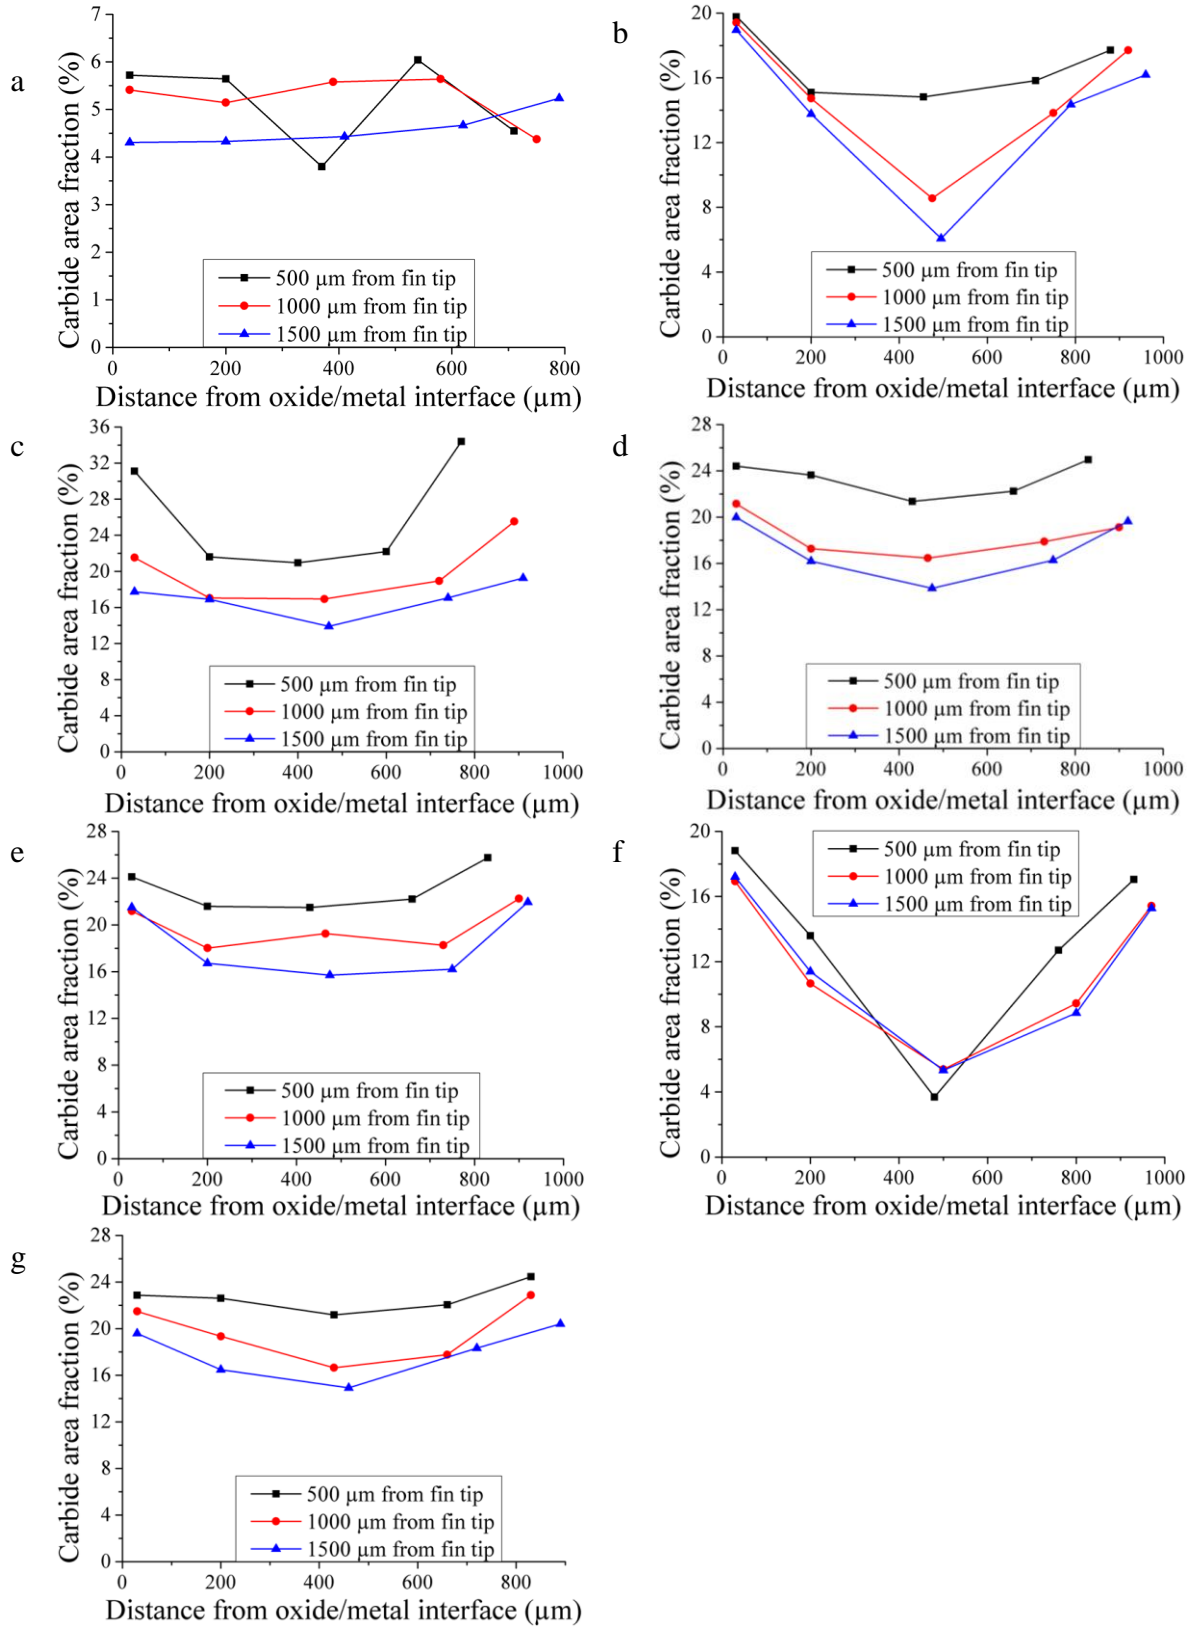 a
7
6
5
4
3
2
1
0
Carbide area fraction (%)
500 µm from fin tip
1000 µm from fin tip
1500 µm from fin tip
0 200 400 600 800
Distance from oxide/metal interface (µm)
b
20
16
12
8
4
0
Carbide area fraction (%)
500 µm from fin tip
1000 µm from fin tip
1500 µm from fin tip
0 200 400 600 800 1000
Distance from oxide/metal interface (µm)
c
36
32
28
24
20
16
12
8
4
0
Carbide area fraction (%)
500 µm from fin tip
1000 µm from fin tip
1500 µm from fin tip
0 200 400 600 800 1000
Distance from oxide/metal interface (µm)
d
28
24
20
16
12
8
4
0
Carbide area fraction (%)
500 µm from fin tip
1000 µm from fin tip
1500 µm from fin tip
0 200 400 600 800 1000
Distance from oxide/metal interface (µm)
e
28
24
20
16
12
8
4
0
Carbide area fraction (%)
500 µm from fin tip
1000 µm from fin tip
1500 µm from fin tip
0 200 400 600 800 1000
Distance from oxide/metal interface (µm)
f
20
16
12
8
4
0
Carbide area fraction (%)
500 µm from fin tip
1000 µm from fin tip
1500 µm from fin tip
0 200 400 600 800 1000
Distance from oxide/metal interface (µm)
g
28
24
20
16
12
8
4
0
Carbide area fraction (%)
500 µm from fin tip
1000 µm from fin tip
1500 µm from fin tip
0 200 400 600 800
Distance from oxide/metal interface (µm)